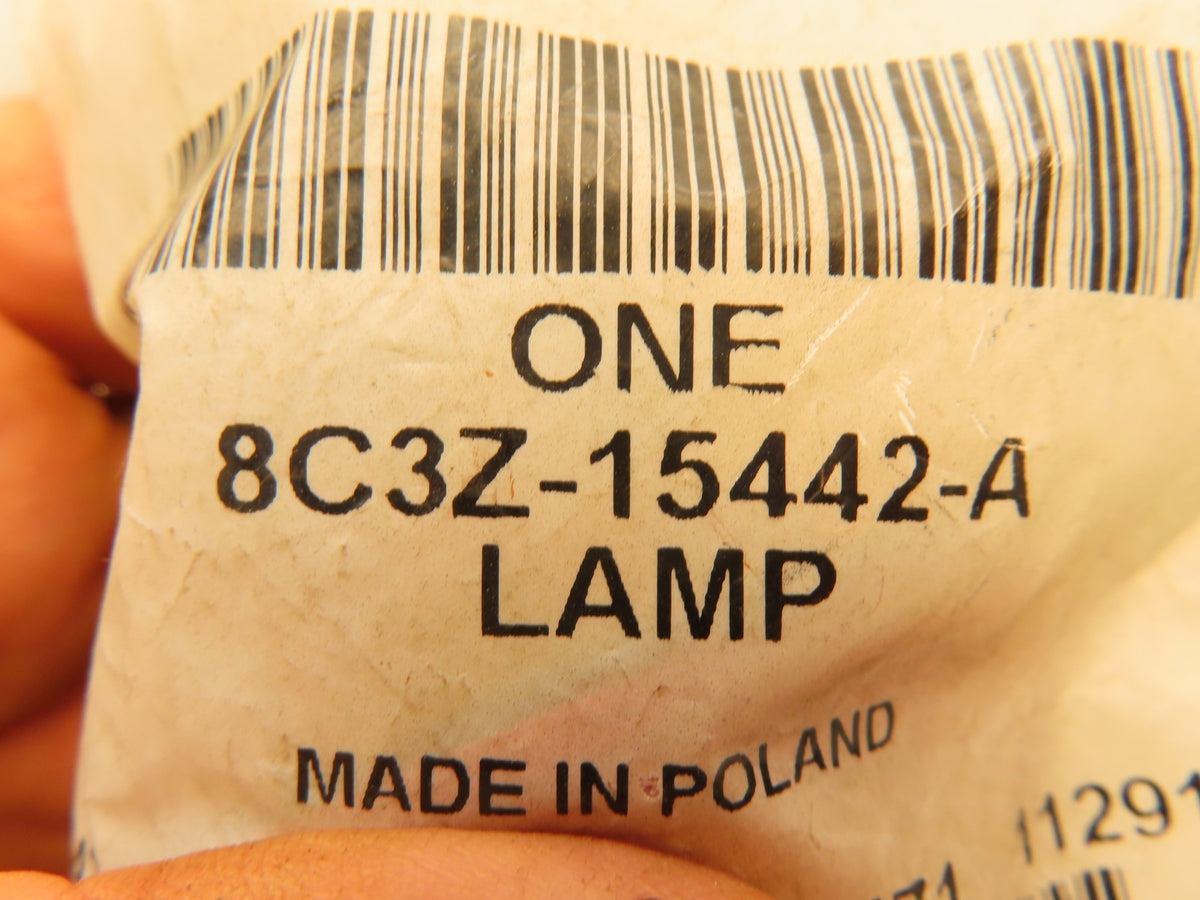 ONE
8C3Z-15442-A
LAMP
MADE IN POLAND